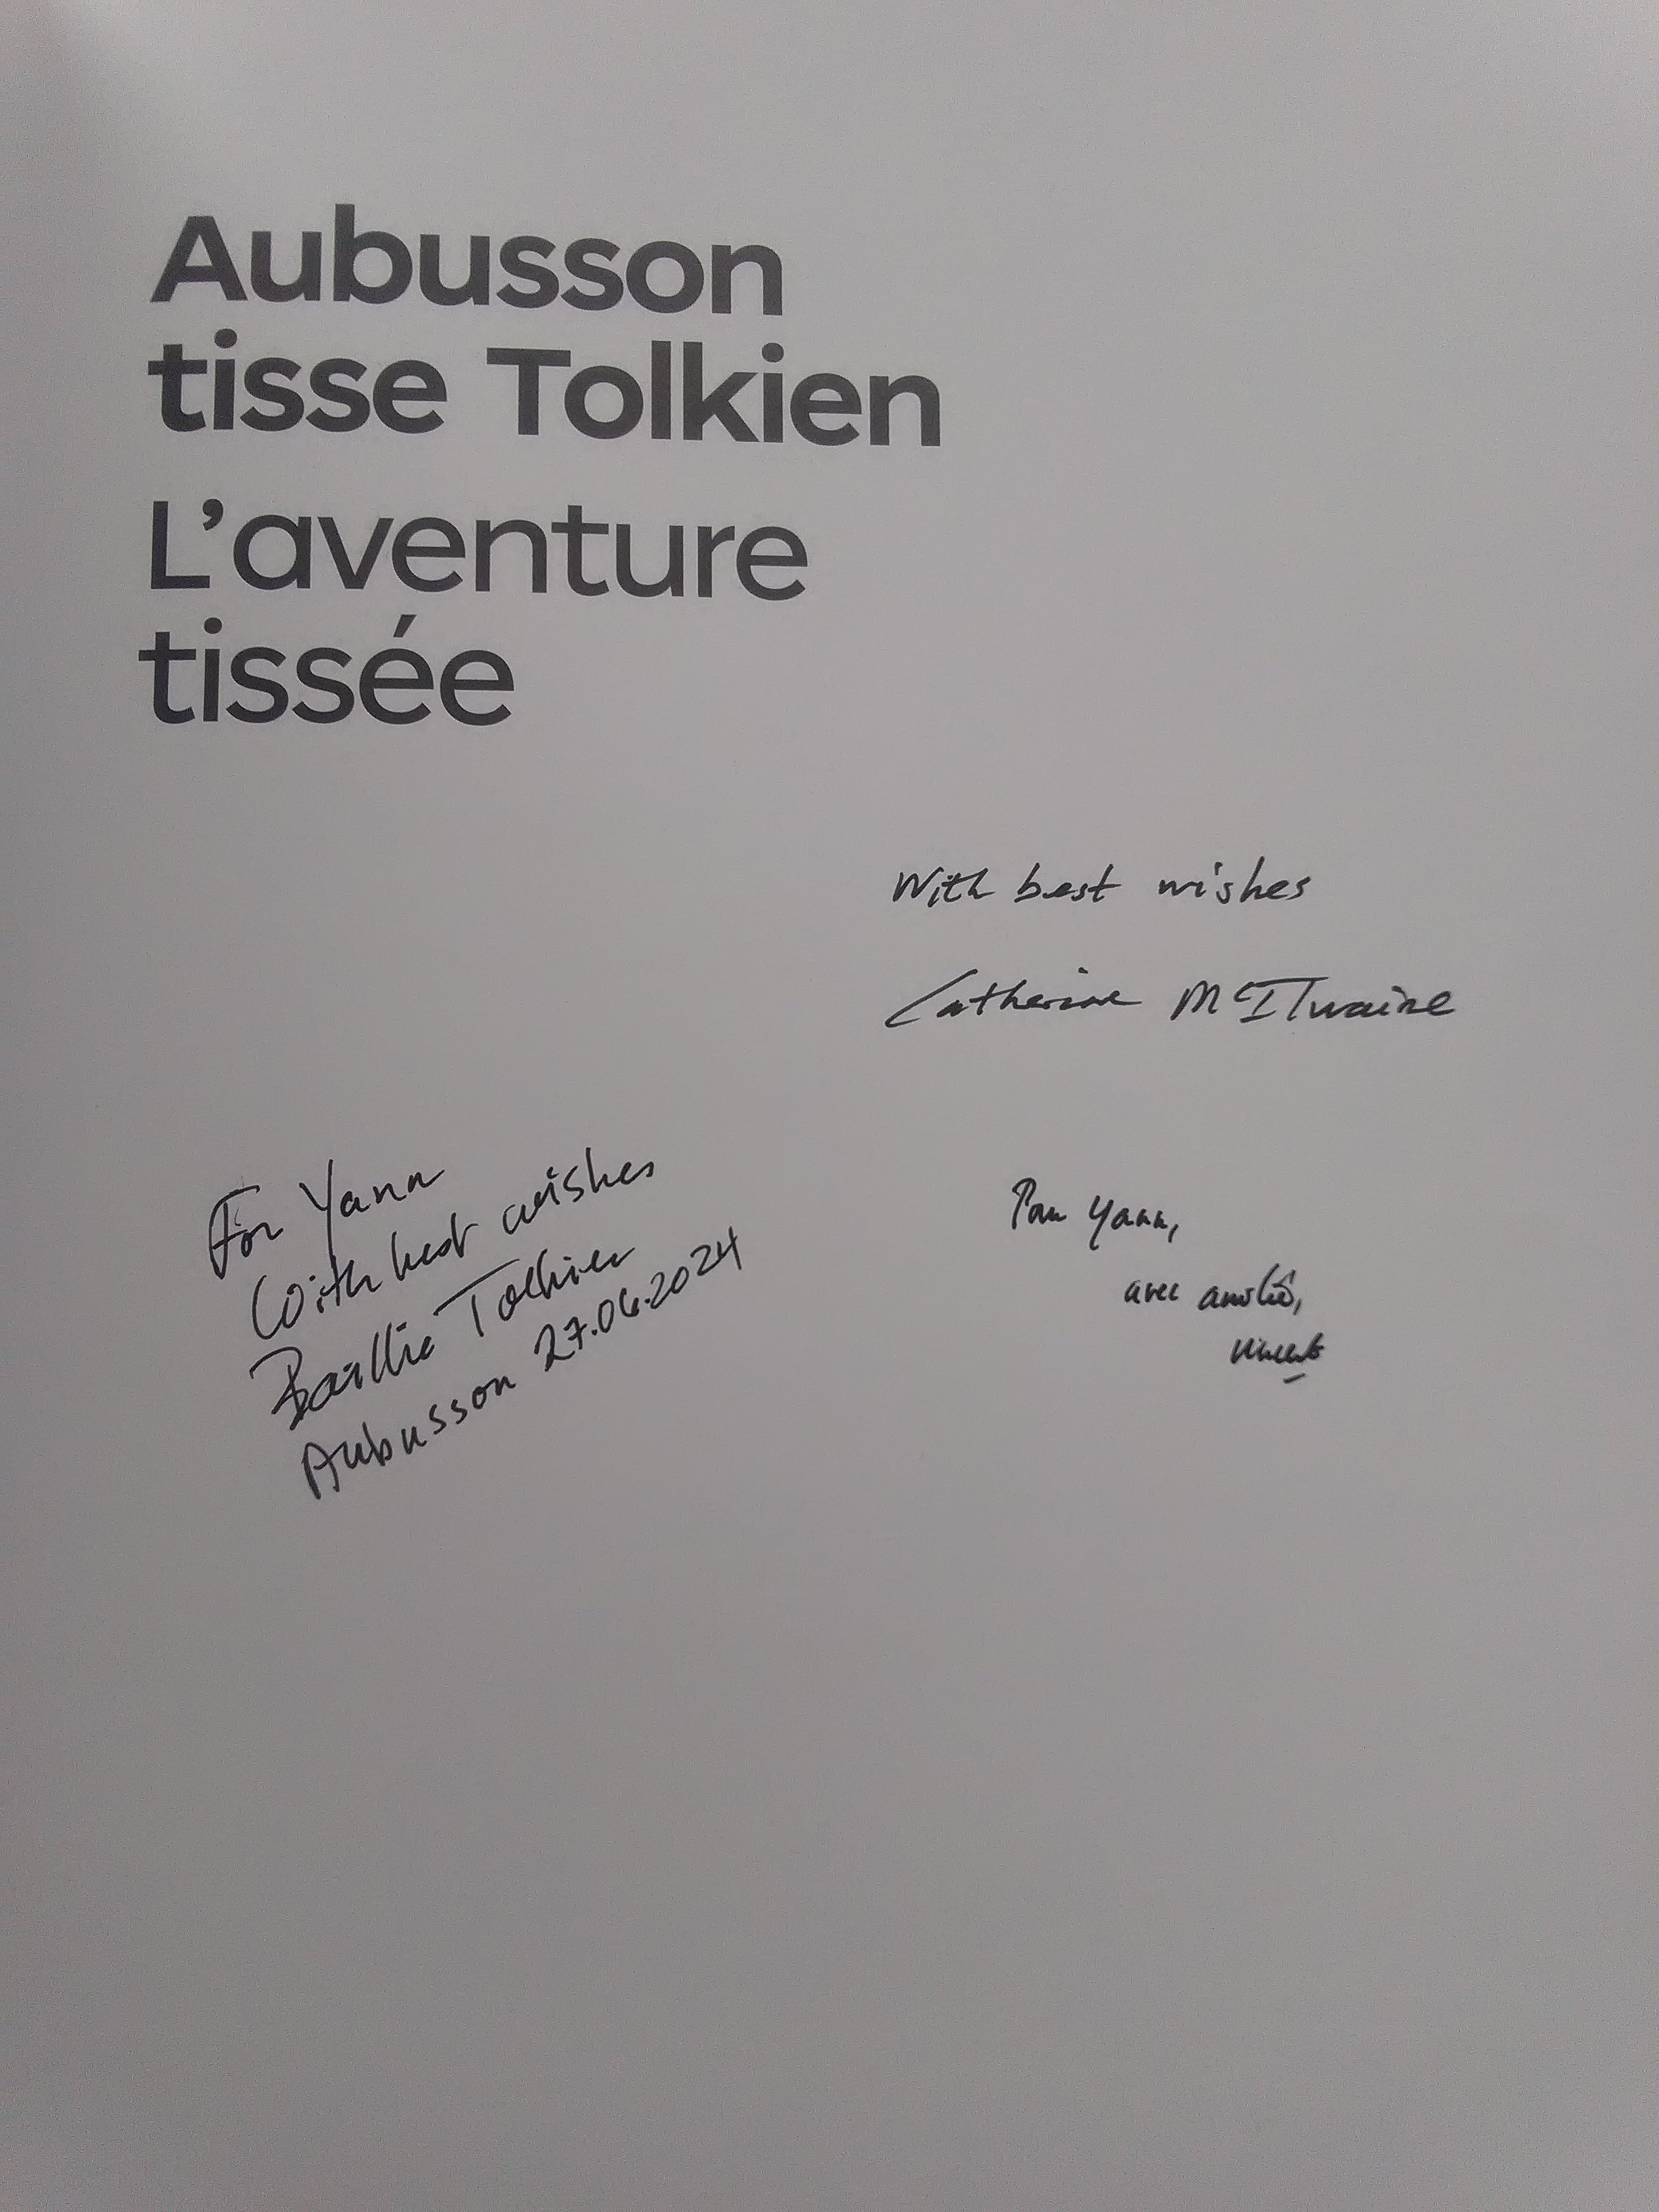 Aubusson
tisse Tolkien
L'aventure
tissée
With best wishes
Catherine McIlwaine
For Yann
With best wishes
Baillie Tolkien
Aubusson 27.06.2024
Pour Yann,
avec amitié,
Vincent